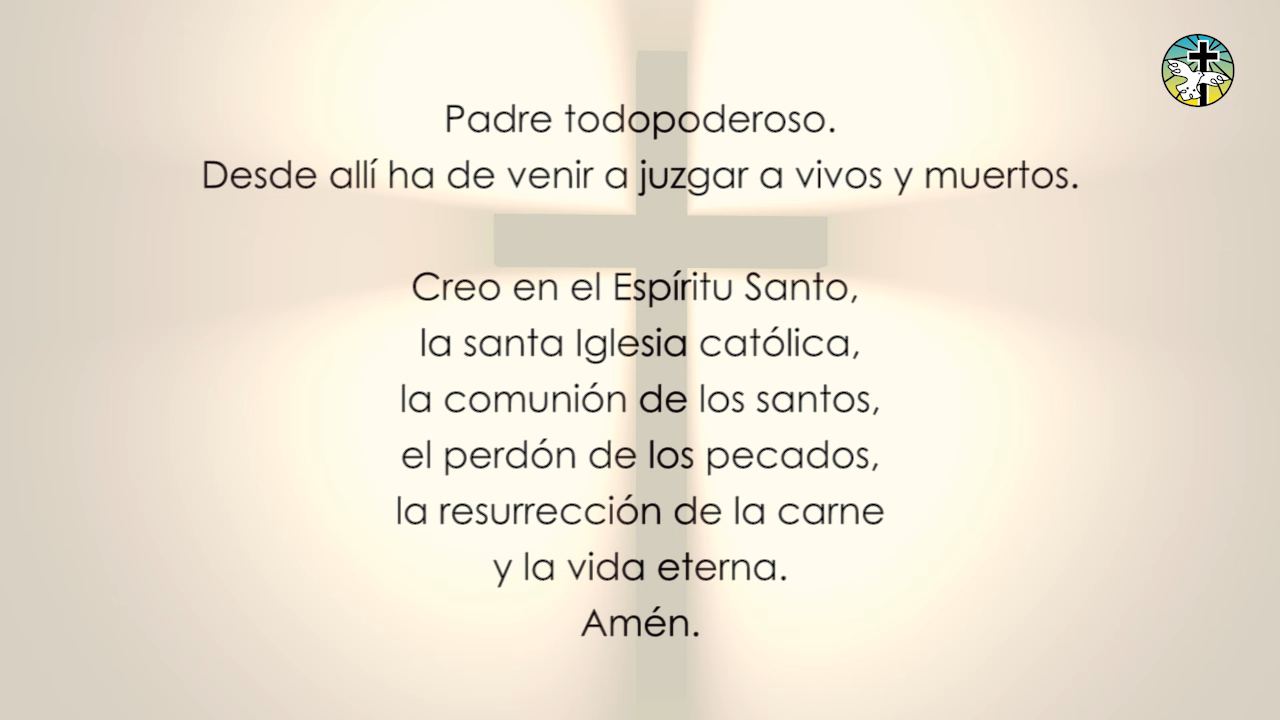 Padre todopoderoso.
Desde allí ha de venir a juzgar a vivos y muertos.
Creo en el Espíritu Santo,
la santa Iglesia católica,
la comunión de los santos,
el perdón de los pecados,
la resurrección de la carne
y la vida eterna.
Amén.